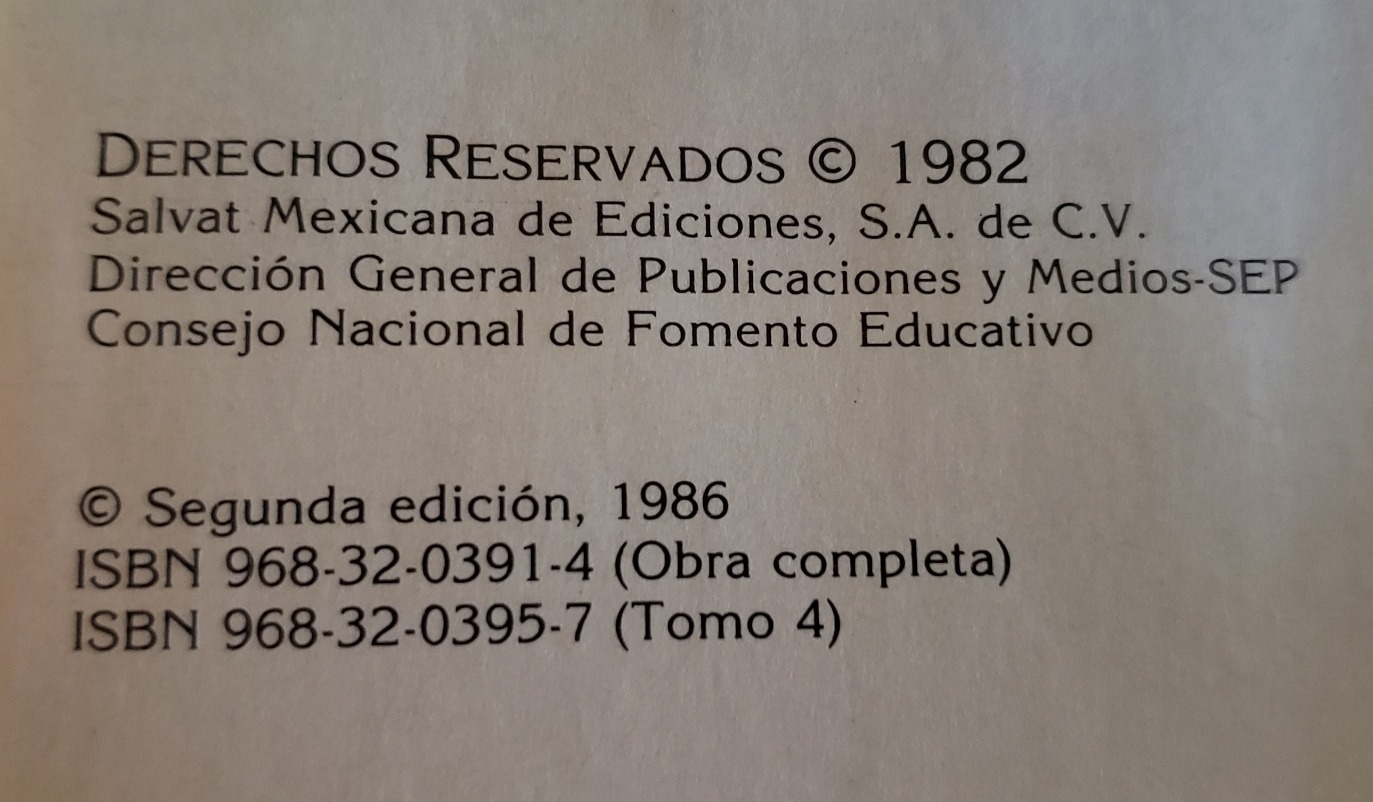 DERECHOS RESERVADOS © 1982
Salvat Mexicana de Ediciones, S.A. de C.V.
Dirección General de Publicaciones y Medios-SEP
Consejo Nacional de Fomento Educativo
© Segunda edición, 1986
ISBN 968-32-0391-4 (Obra completa)
ISBN 968-32-0395-7 (Tomo 4)